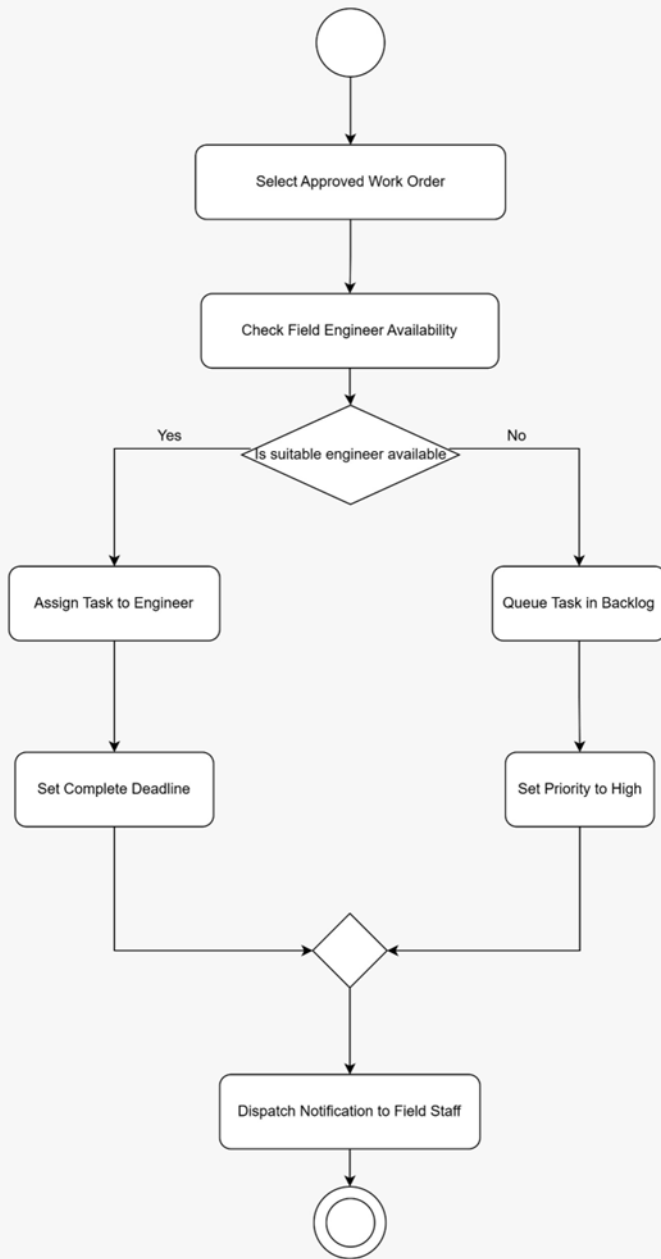 Select Approved Work Order
Check Field Engineer Availability
Is suitable engineer available
Yes
No
Assign Task to Engineer
Queue Task in Backlog
Set Complete Deadline
Set Priority to High
Dispatch Notification to Field Staff